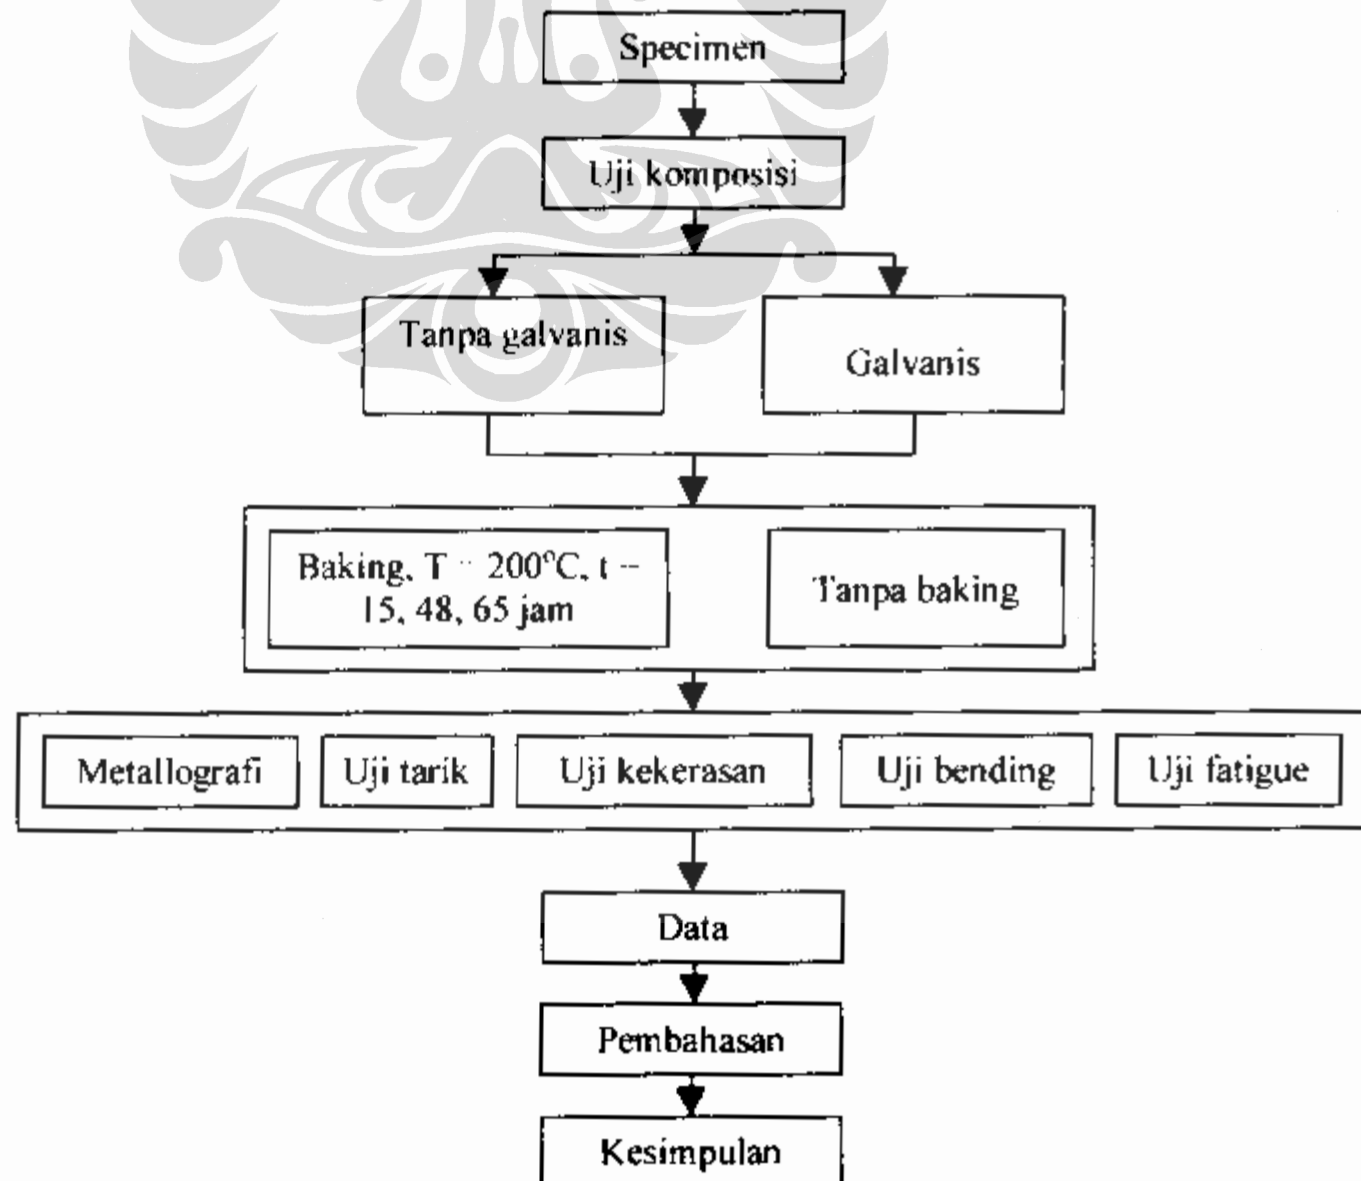 Specimen
Uji komposisi
Tanpa galvanis
Galvanis
Baking, T = 200°C, t =
15, 48, 65 jam
Tanpa baking
Metallografi
Uji tarik
Uji kekerasan
Uji bending
Uji fatigue
Data
Pembahasan
Kesimpulan